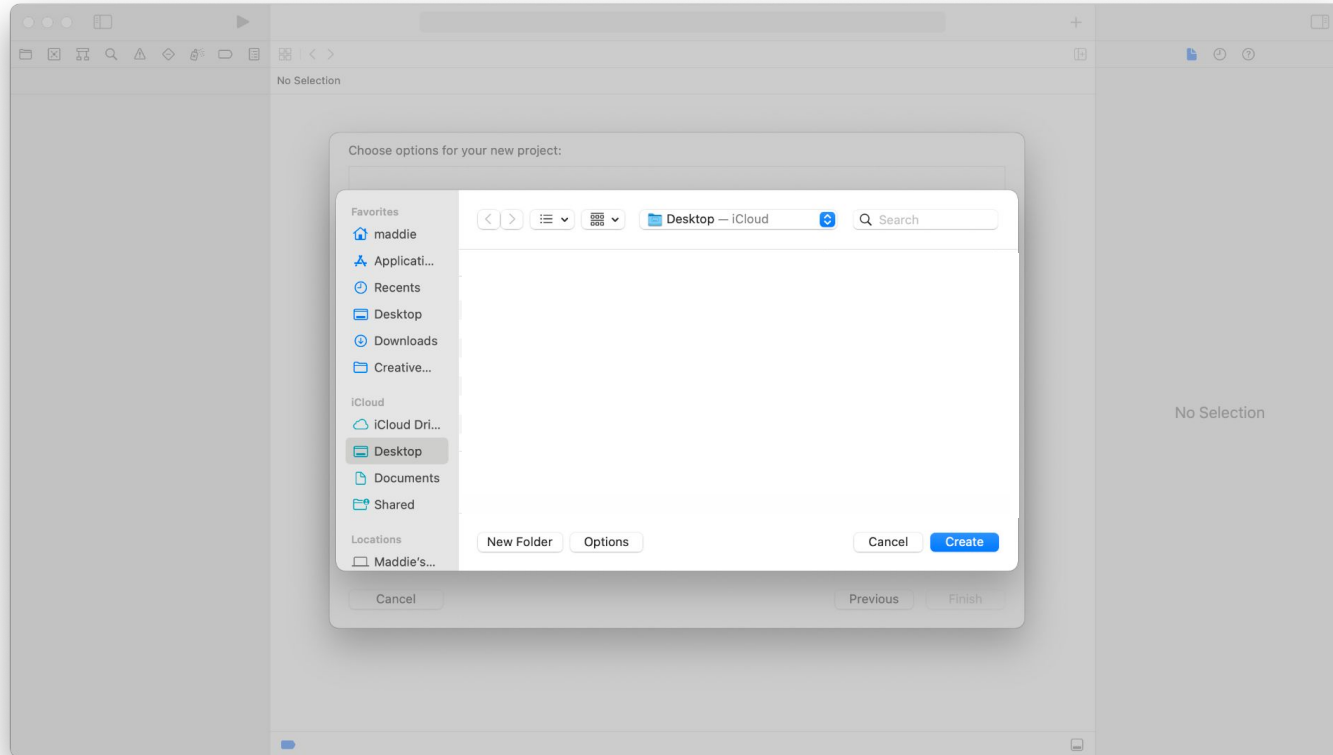 No Selection
Choose options for your new project:
Favorites
maddie
Applicati...
Recents
Desktop
Downloads
Creative...
iCloud
iCloud Dri...
Desktop
Documents
Shared
Locations
Maddie's...
Desktop — iCloud
Search
New Folder
Options
Cancel
Create
Cancel
Previous
Finish
No Selection